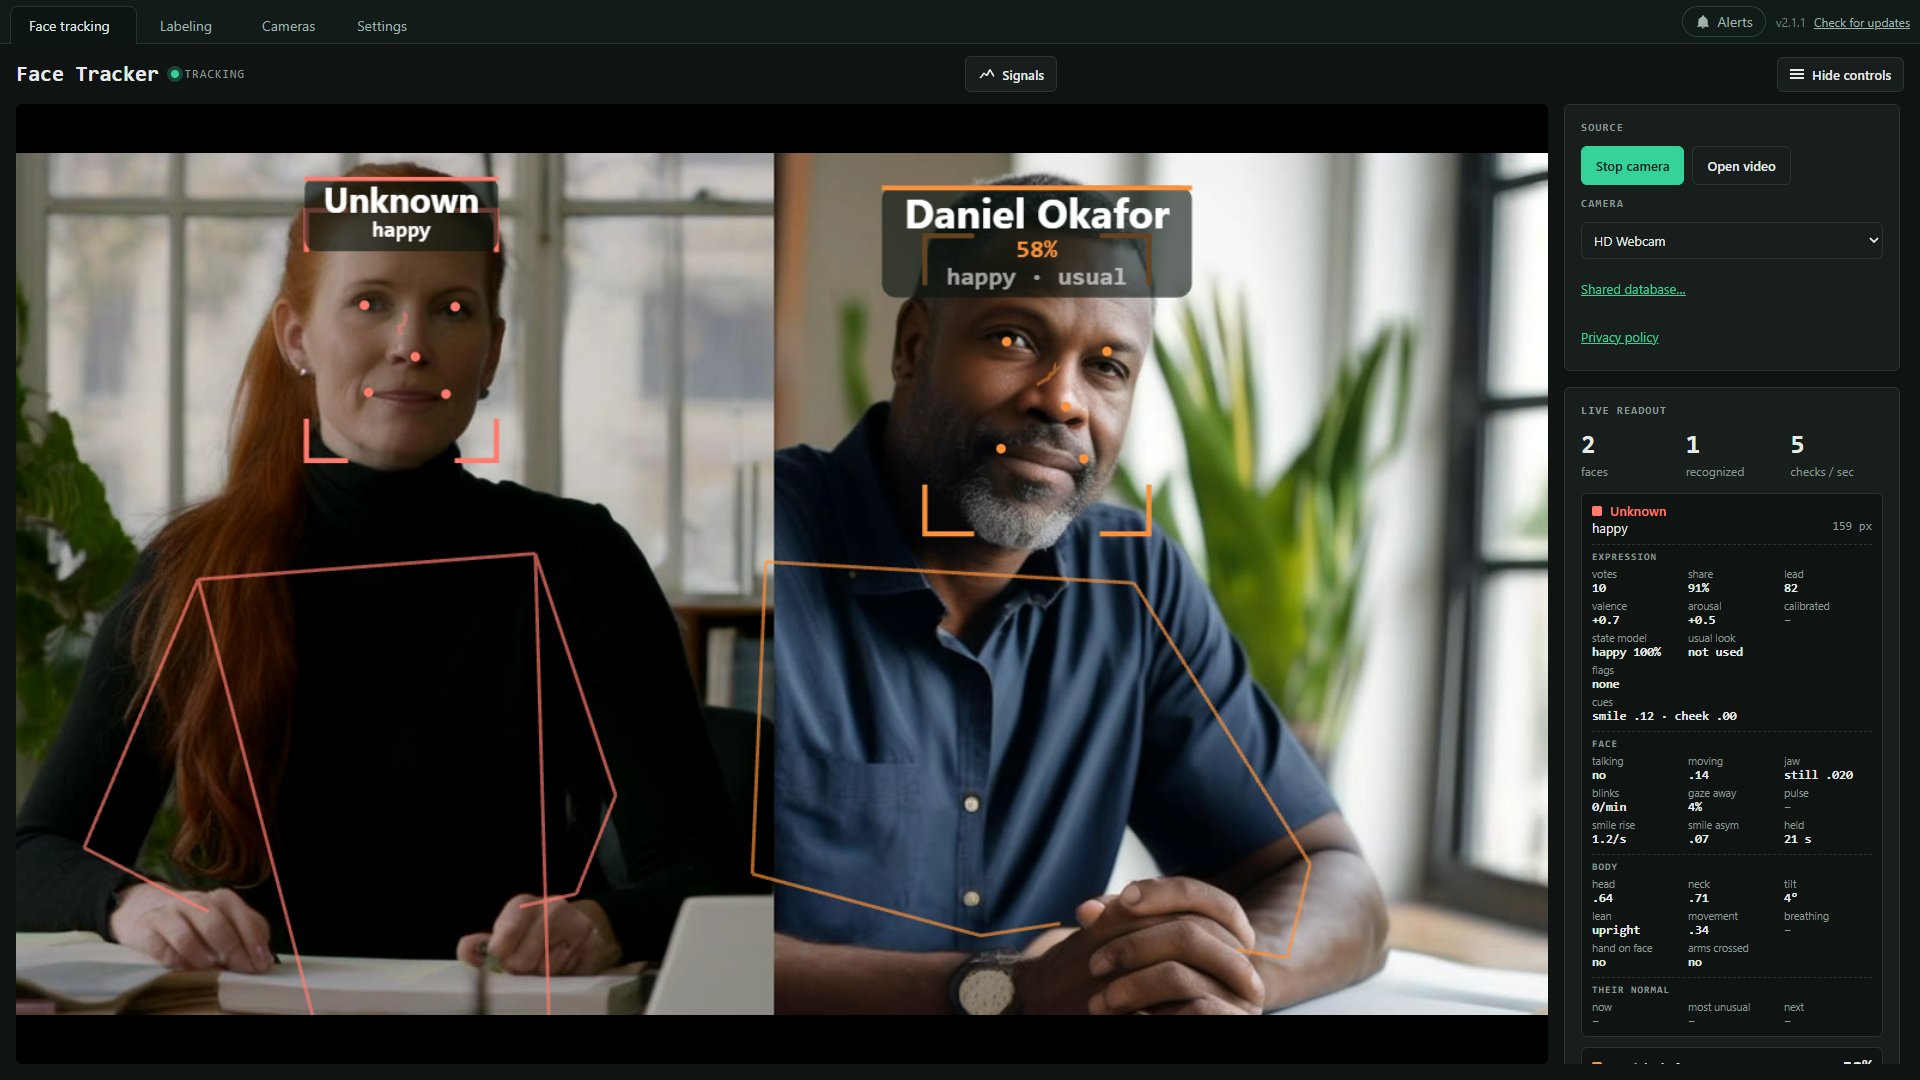 Face tracking
Labeling
Cameras
Settings
Alerts
v2.1.1
Check for updates
Face Tracker
TRACKING
Signals
Hide controls
Unknown
happy
Daniel Okafor
58%
happy · usual
SOURCE
Stop camera
Open video
CAMERA
HD Webcam
Shared database...
Privacy policy
LIVE READOUT
2 1 5
faces recognized checks / sec
Unknown
happy 159 px
EXPRESSION
votes share lead
10 91% 82
valence arousal calibrated
+0.7 +0.5 –
state model usual look
happy 100% not used
flags
none
cues
smile .12 · cheek .00
FACE
talking moving jaw
no .14 still .020
blinks gaze away pulse
0/min 4% –
smile rise smile asym held
1.2/s .07 21 s
BODY
head neck tilt
.64 .71 4°
lean movement breathing
upright .34 –
hand on face arms crossed
no no
THEIR NORMAL
now most unusual next
– – –